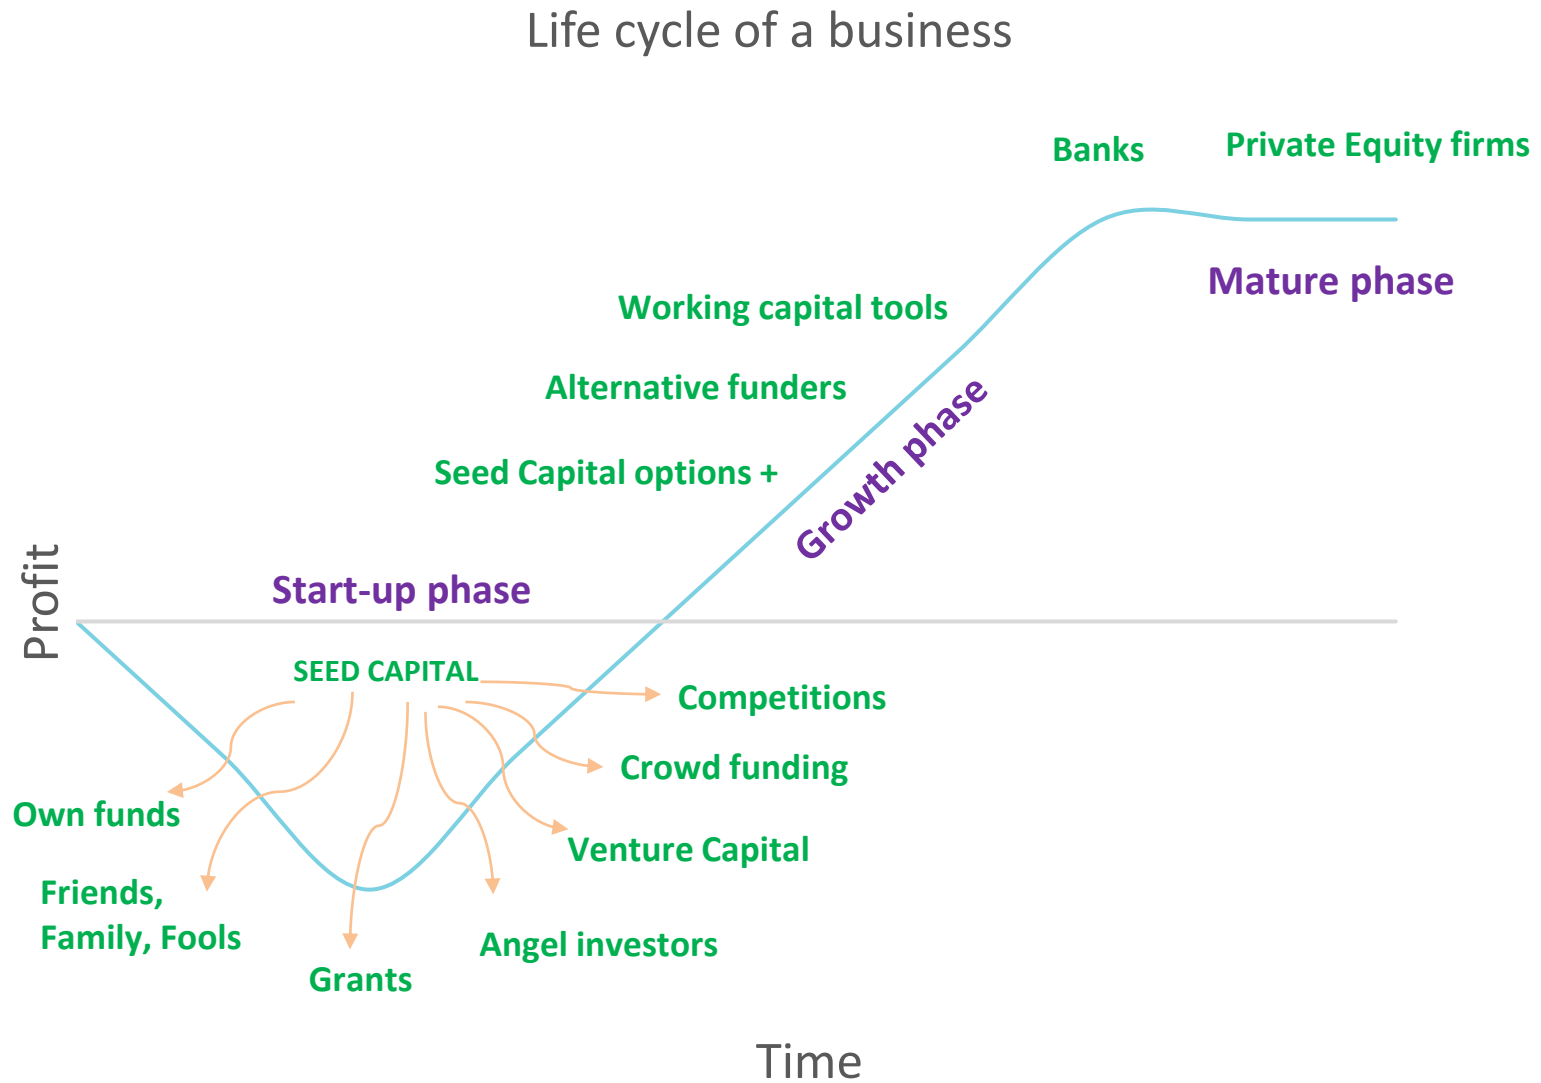 Life cycle of a business
Banks
Private Equity firms
Mature phase
Working capital tools
Alternative funders
Growth phase
Seed Capital options +
Profit
Start-up phase
SEED CAPITAL
Competitions
Crowd funding
Own funds
Venture Capital
Friends,
Family, Fools
Angel investors
Grants
Time